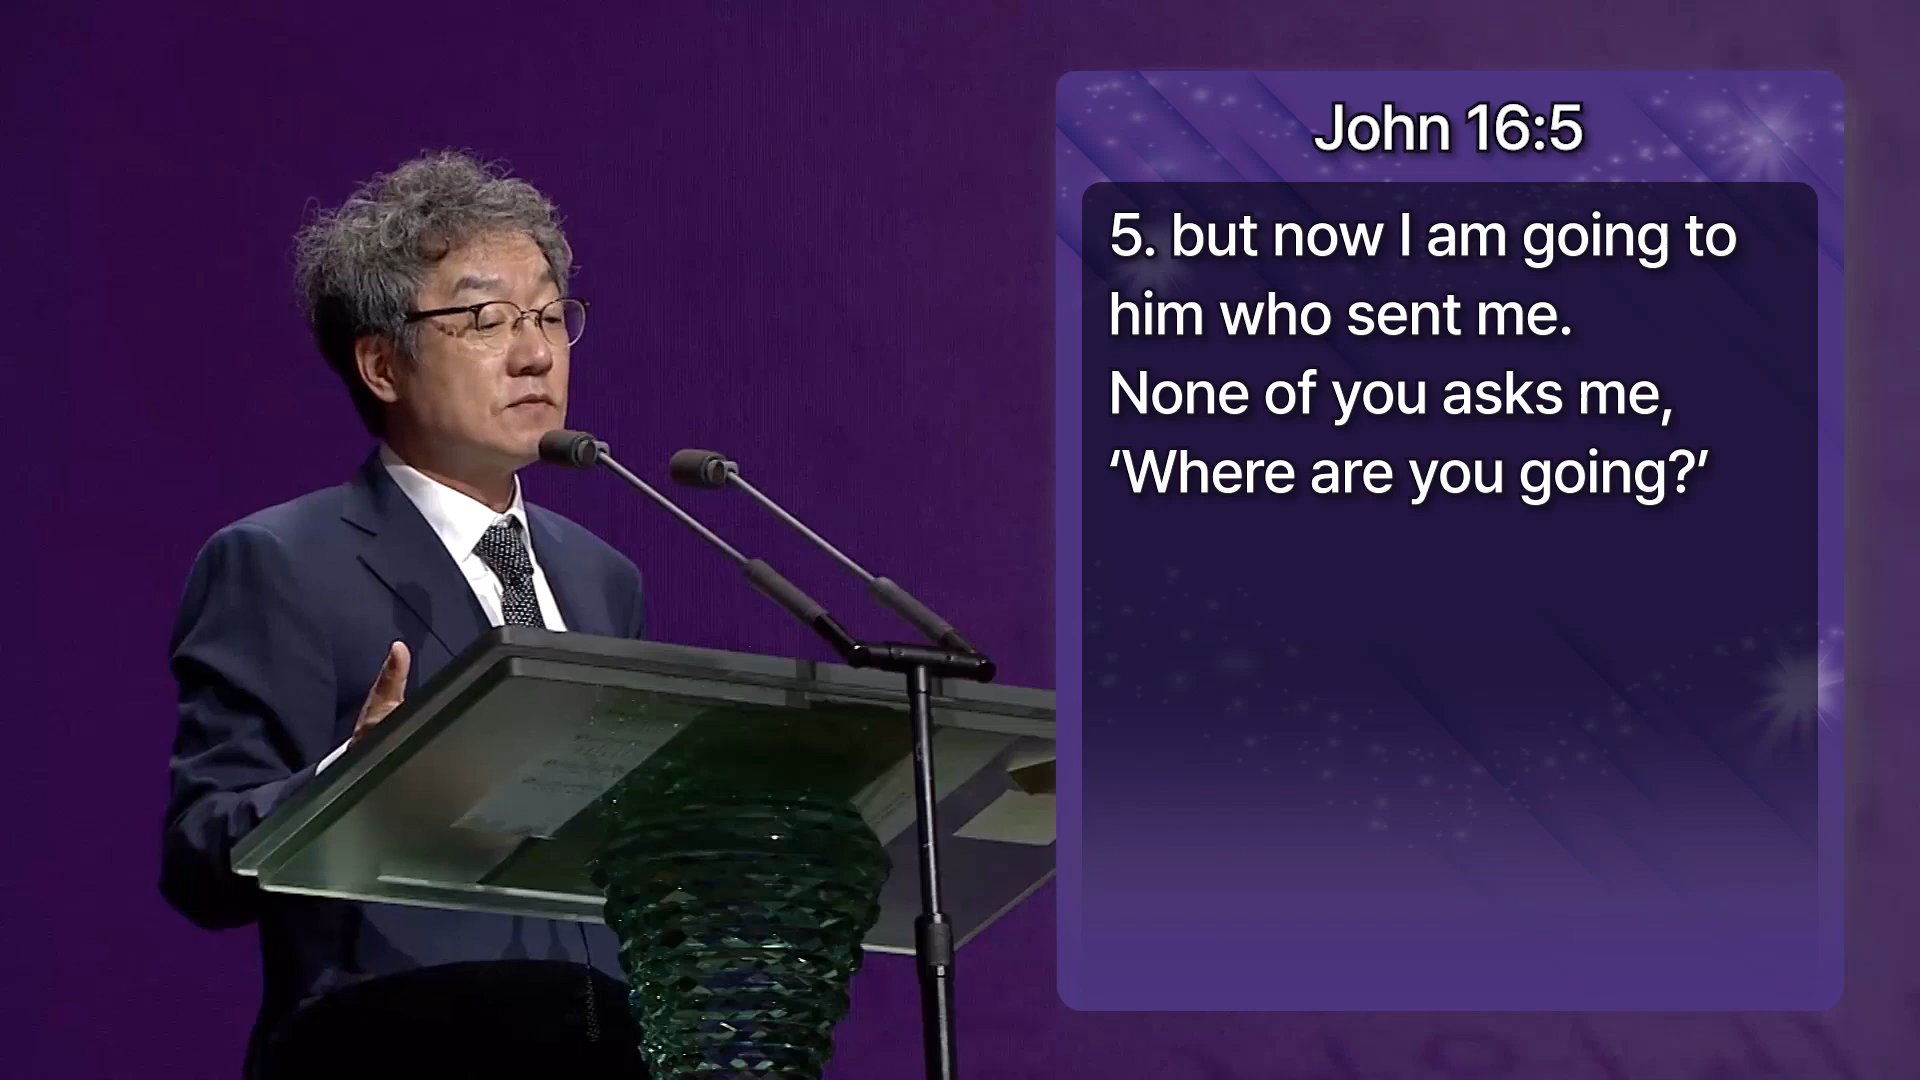 John 16:5
5. but now I am going to
him who sent me.
None of you asks me,
‘Where are you going?’